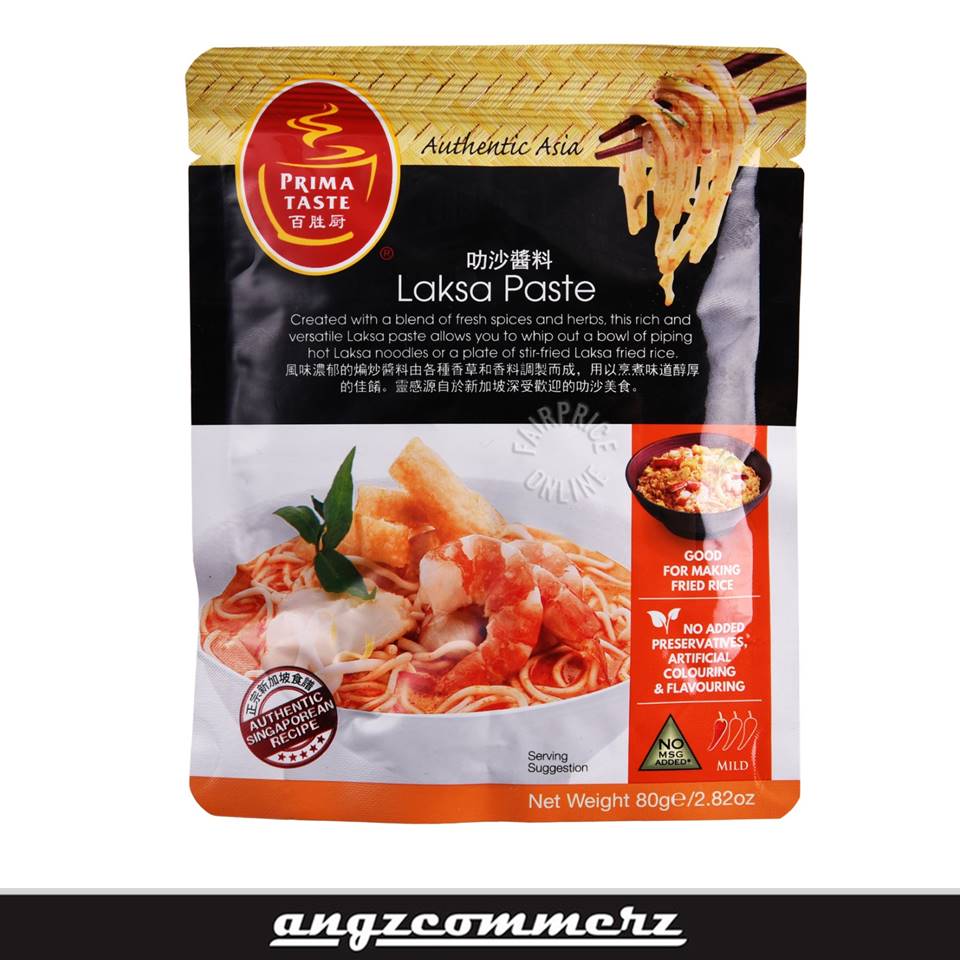 Authentic Asia
PRIMA
TASTE
百胜厨
®
叻沙醬料
Laksa Paste
Created with a blend of fresh spices and herbs, this rich and
versatile Laksa paste allows you to whip out a bowl of piping
hot Laksa noodles or a plate of stir-fried Laksa fried rice.
風味濃郁的煸炒醬料由各種香草和香料調製而成，用以烹煮味道醇厚
的佳餚。靈感源自於新加坡深受歡迎的叻沙美食。
FAIRPRICE
ONLINE
GOOD
FOR MAKING
FRIED RICE
NO ADDED
PRESERVATIVES,
ARTIFICIAL
COLOURING
& FLAVOURING
正宗新加坡食譜
AUTHENTIC
SINGAPOREAN
RECIPE
NO
MSG
ADDED*
MILD
Serving
Suggestion
Net Weight 80g℮/2.82oz
angzcommerz